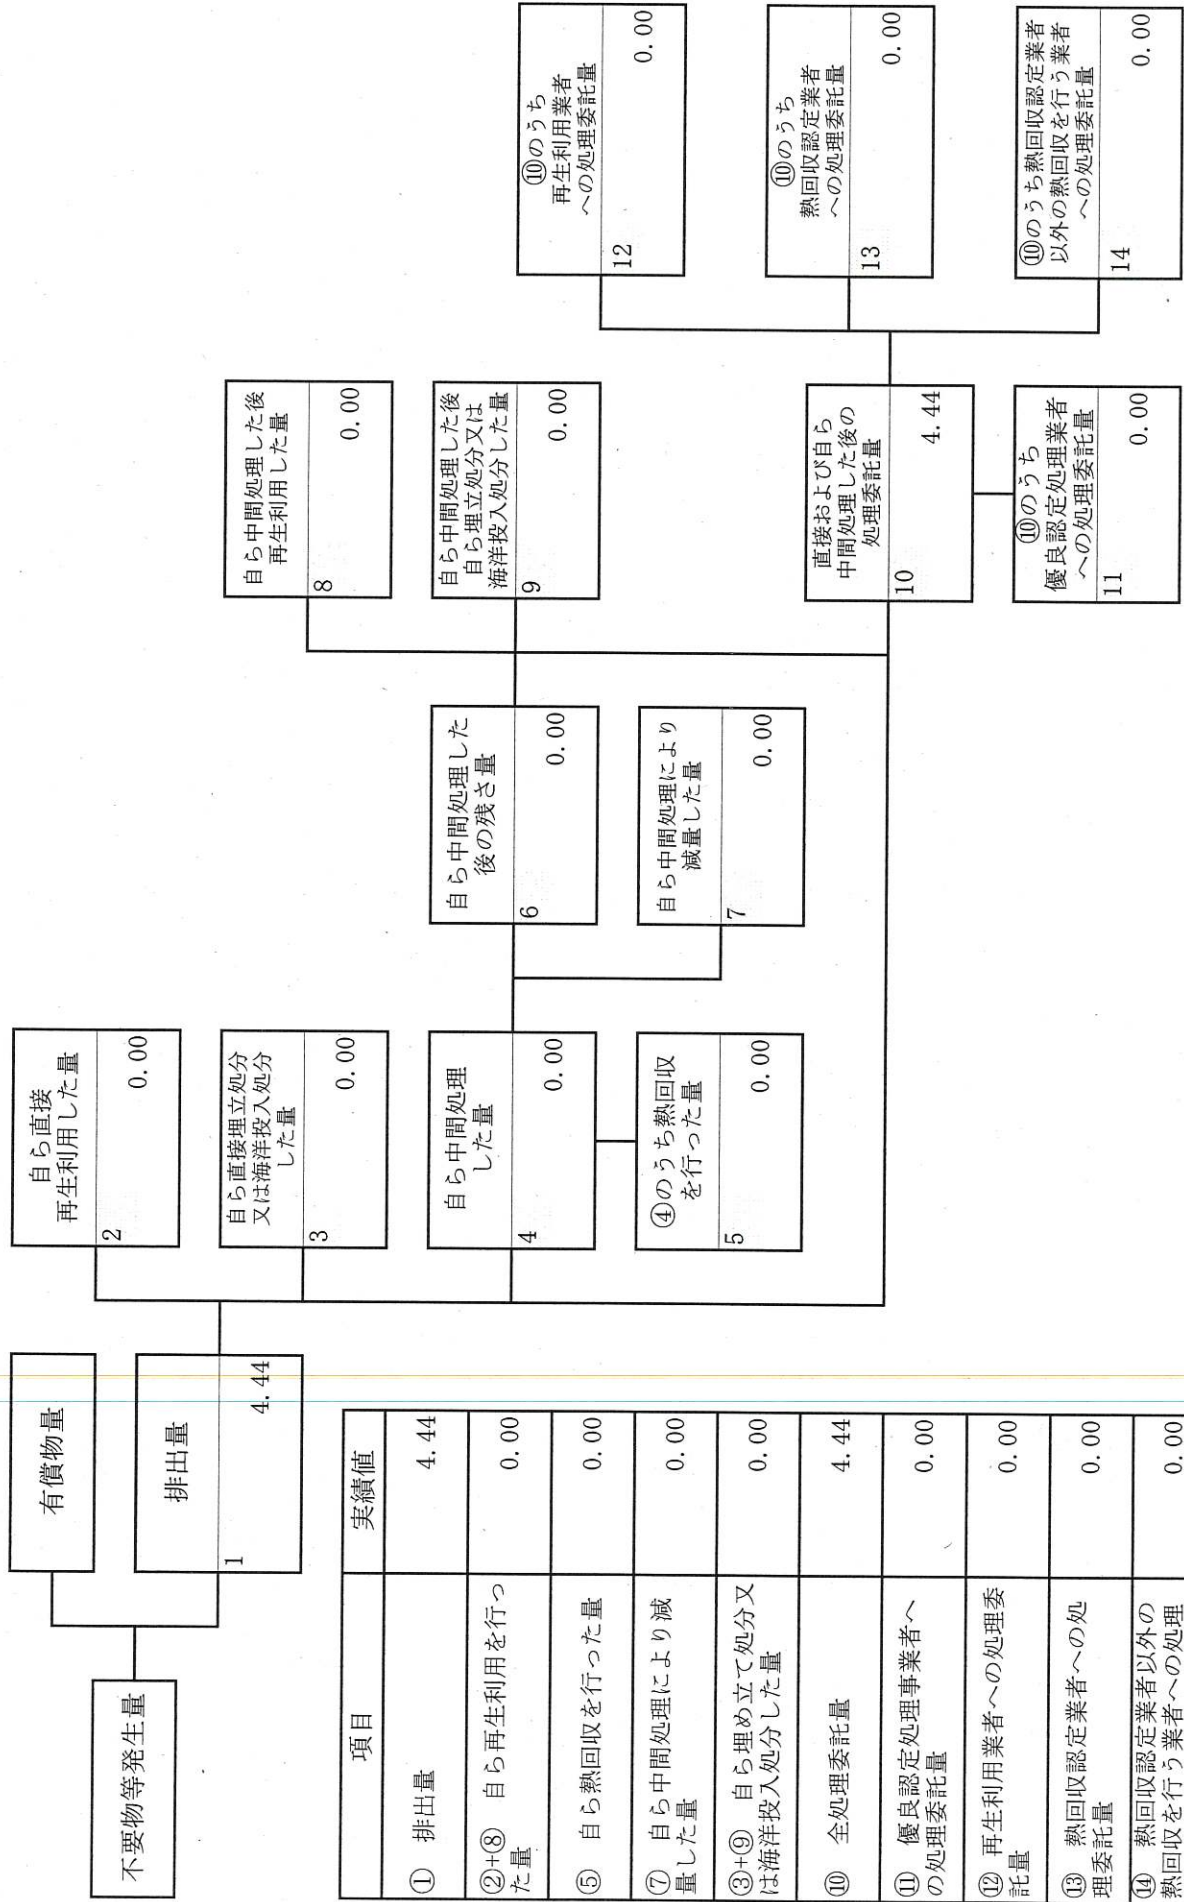 不要物等発生量
有償物量
排出量
1
4.44
自ら直接
再生利用した量
2
0.00
自ら直接埋立処分
又は海洋投入処分
した量
3
0.00
自ら中間処理
した量
4
0.00
④のうち熱回収
を行った量
5
0.00
自ら中間処理した
後の残さ量
6
0.00
自ら中間処理により
減量した量
7
0.00
自ら中間処理した後
再生利用した量
8
0.00
自ら中間処理した後
自ら埋立処分又は
海洋投入処分した量
9
0.00
直接および自ら
中間処理した後の
処理委託量
10
4.44
⑩のうち
優良認定処理業者
への処理委託量
11
0.00
⑩のうち
再生利用業者
への処理委託量
12
0.00
⑩のうち
熱回収認定業者
への処理委託量
13
0.00
⑩のうち熱回収認定業者
以外の熱回収を行う業者
への処理委託量
14
0.00
項目 実績値
① 排出量 4.44
②+⑧ 自ら再生利用を行っ
た量 0.00
⑤ 自ら熱回収を行った量 0.00
⑦ 自ら中間処理により減
量した量 0.00
③+⑨ 自ら埋め立て処分又
は海洋投入処分した量 0.00
⑩ 全処理委託量 4.44
⑪ 優良認定処理事業者へ
の処理委託量 0.00
⑫ 再生利用業者への処理委
託量 0.00
⑬ 熱回収認定業者への処
理委託量 0.00
⑭ 熱回収認定業者以外の
熱回収を行う業者への処理 0.00